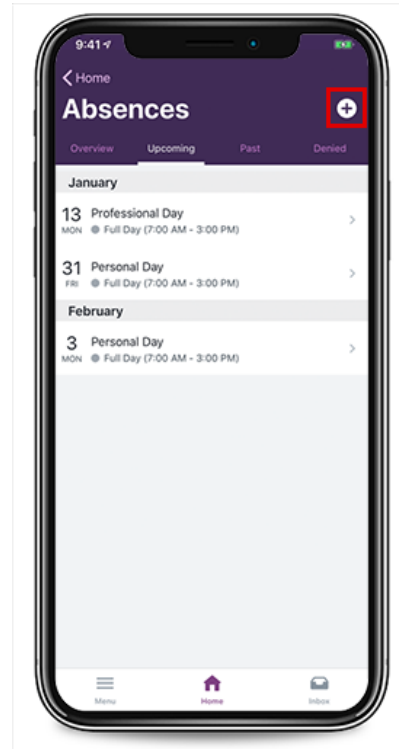 9:41
Home
Absences
Overview Upcoming Past Denied
January
13 Professional Day
MON Full Day (7:00 AM - 3:00 PM)
31 Personal Day
FRI Full Day (7:00 AM - 3:00 PM)
February
3 Personal Day
MON Full Day (7:00 AM - 3:00 PM)
Menu Home Inbox